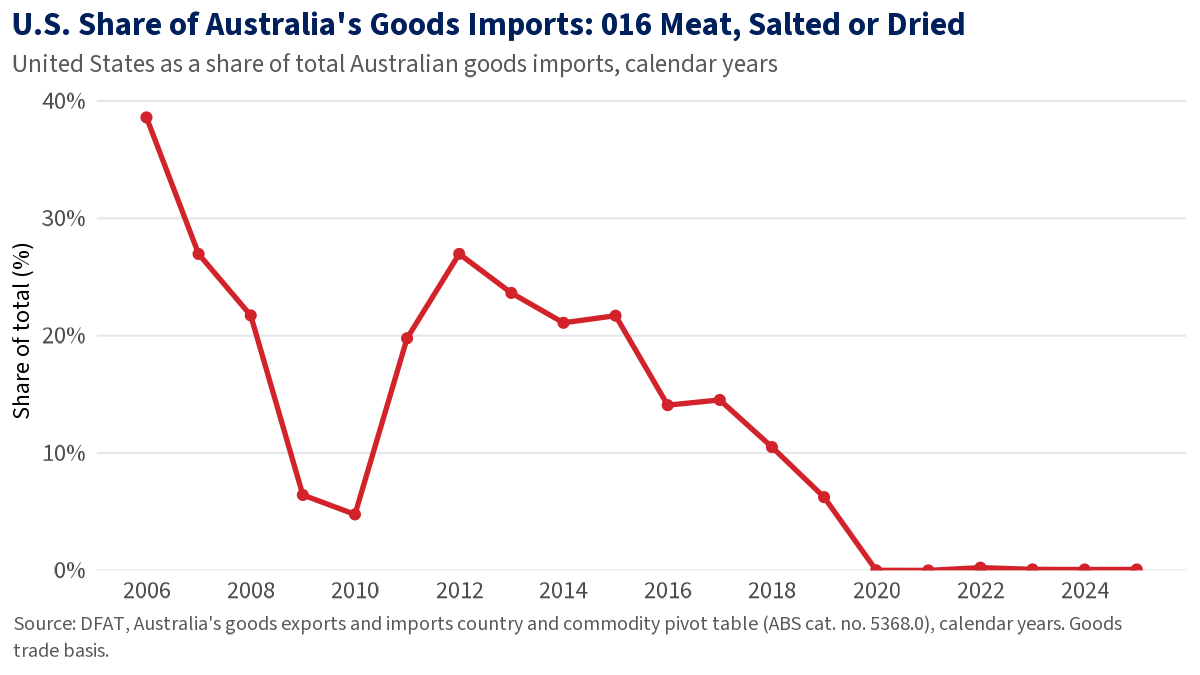 U.S. Share of Australia's Goods Imports: 016 Meat, Salted or Dried
United States as a share of total Australian goods imports, calendar years
Share of total (%)
40%
30%
20%
10%
0%
2006 2008 2010 2012 2014 2016 2018 2020 2022 2024
Source: DFAT, Australia's goods exports and imports country and commodity pivot table (ABS cat. no. 5368.0), calendar years. Goods
trade basis.